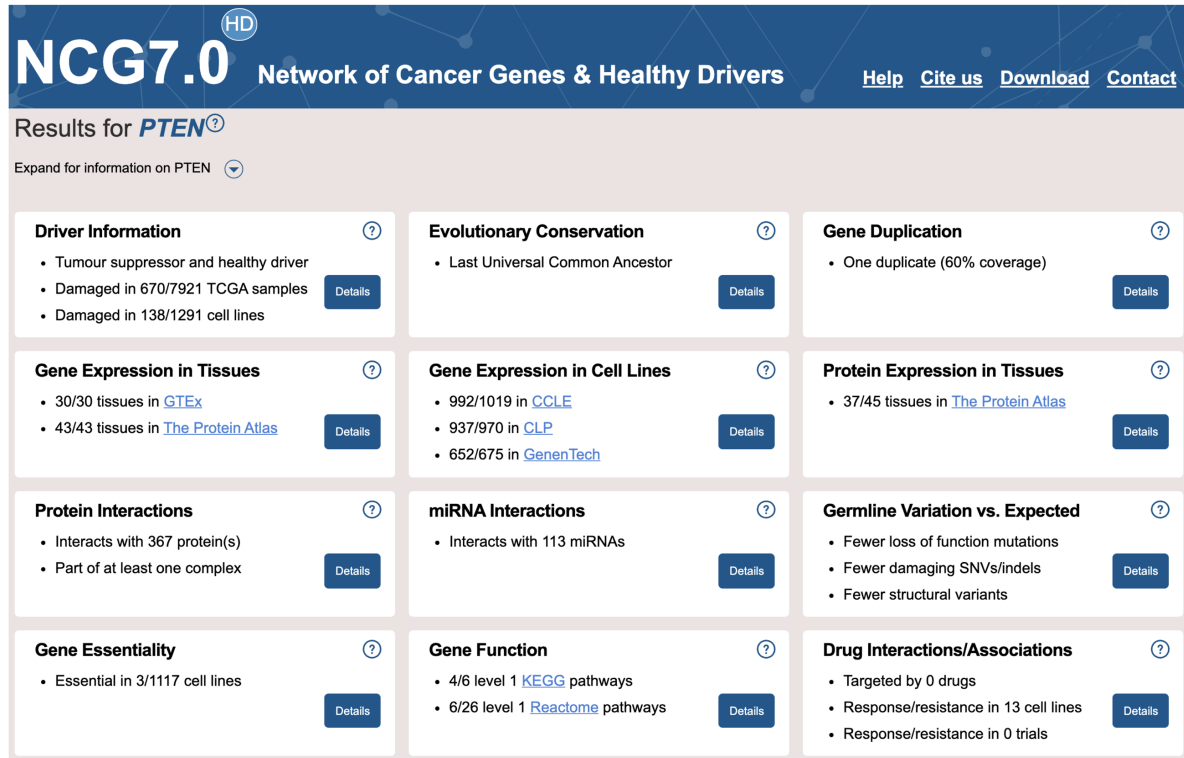 HD
NCG7.0 Network of Cancer Genes & Healthy Drivers Help Cite us Download Contact
Results for PTEN ?
Expand for information on PTEN
Driver Information ?
• Tumour suppressor and healthy driver
• Damaged in 670/7921 TCGA samples
• Damaged in 138/1291 cell lines
Details
Evolutionary Conservation ?
• Last Universal Common Ancestor
Details
Gene Duplication ?
• One duplicate (60% coverage)
Details
Gene Expression in Tissues ?
• 30/30 tissues in GTEx
• 43/43 tissues in The Protein Atlas
Details
Gene Expression in Cell Lines ?
• 992/1019 in CCLE
• 937/970 in CLP
• 652/675 in GenenTech
Details
Protein Expression in Tissues ?
• 37/45 tissues in The Protein Atlas
Details
Protein Interactions ?
• Interacts with 367 protein(s)
• Part of at least one complex
Details
miRNA Interactions ?
• Interacts with 113 miRNAs
Details
Germline Variation vs. Expected ?
• Fewer loss of function mutations
• Fewer damaging SNVs/indels
• Fewer structural variants
Details
Gene Essentiality ?
• Essential in 3/1117 cell lines
Details
Gene Function ?
• 4/6 level 1 KEGG pathways
• 6/26 level 1 Reactome pathways
Details
Drug Interactions/Associations ?
• Targeted by 0 drugs
• Response/resistance in 13 cell lines
• Response/resistance in 0 trials
Details